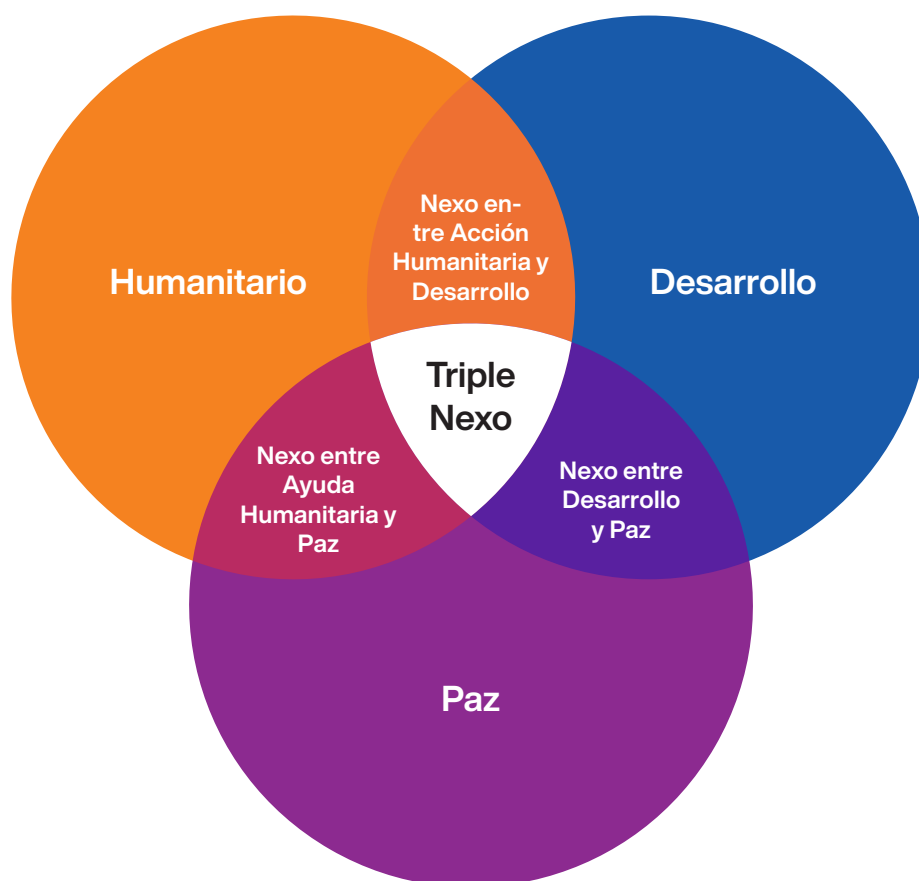 Nexo en-
tre Acción
Humanitaria y
Desarrollo
Humanitario
Desarrollo
Triple
Nexo
Nexo entre
Ayuda
Humanitaria y
Paz
Nexo entre
Desarrollo
y Paz
Paz